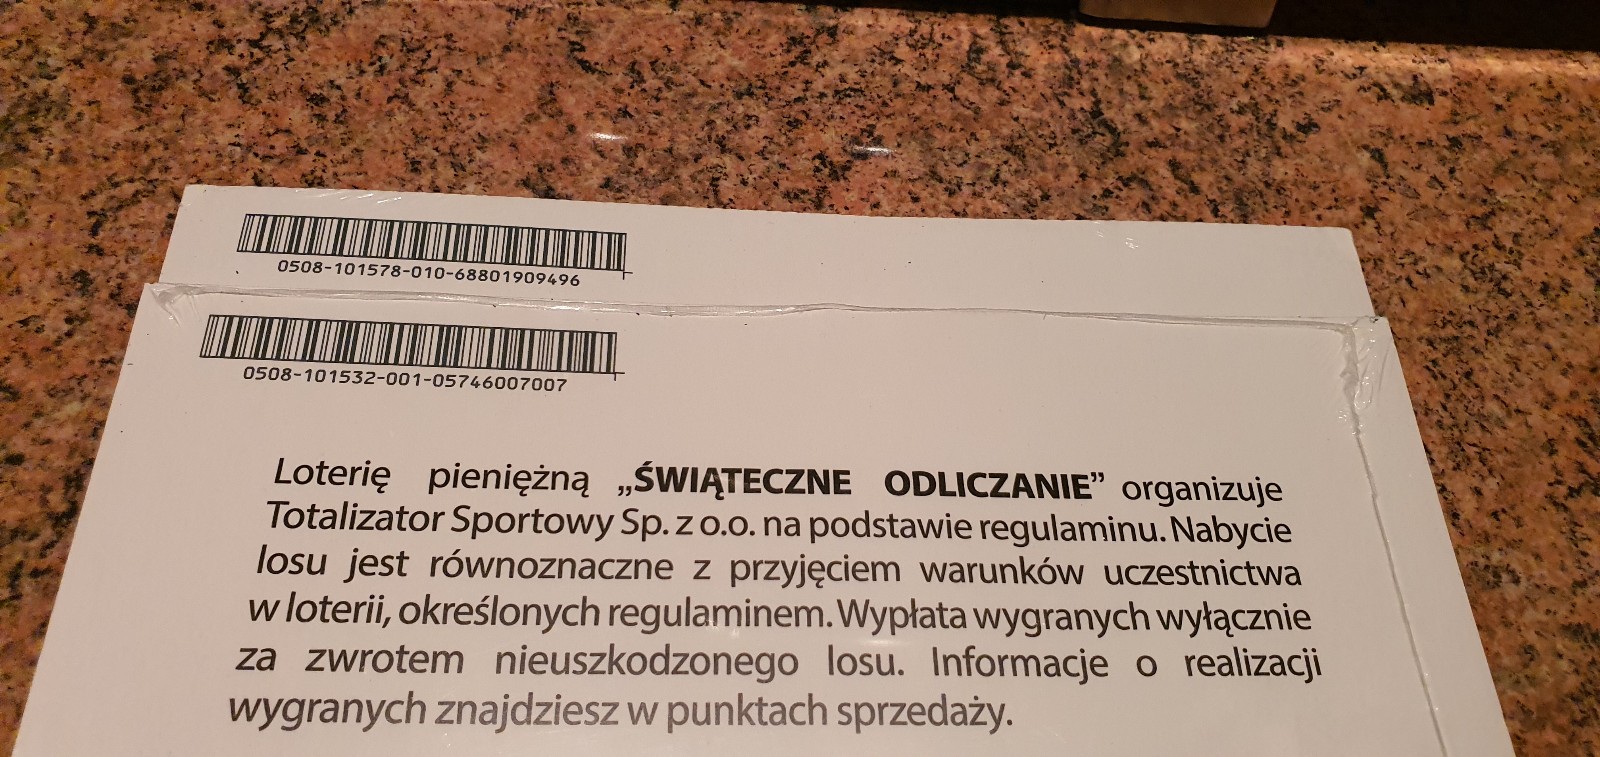 0508-101578-010-68801909496
0508-101532-001-05746007007
Loterię pieniężną „ŚWIĄTECZNE ODLICZANIE” organizuje
Totalizator Sportowy Sp. z o.o. na podstawie regulaminu. Nabycie
losu jest równoznaczne z przyjęciem warunków uczestnictwa
w loterii, określonych regulaminem. Wypłata wygranych wyłącznie
za zwrotem nieuszkodzonego losu. Informacje o realizacji
wygranych znajdziesz w punktach sprzedaży.